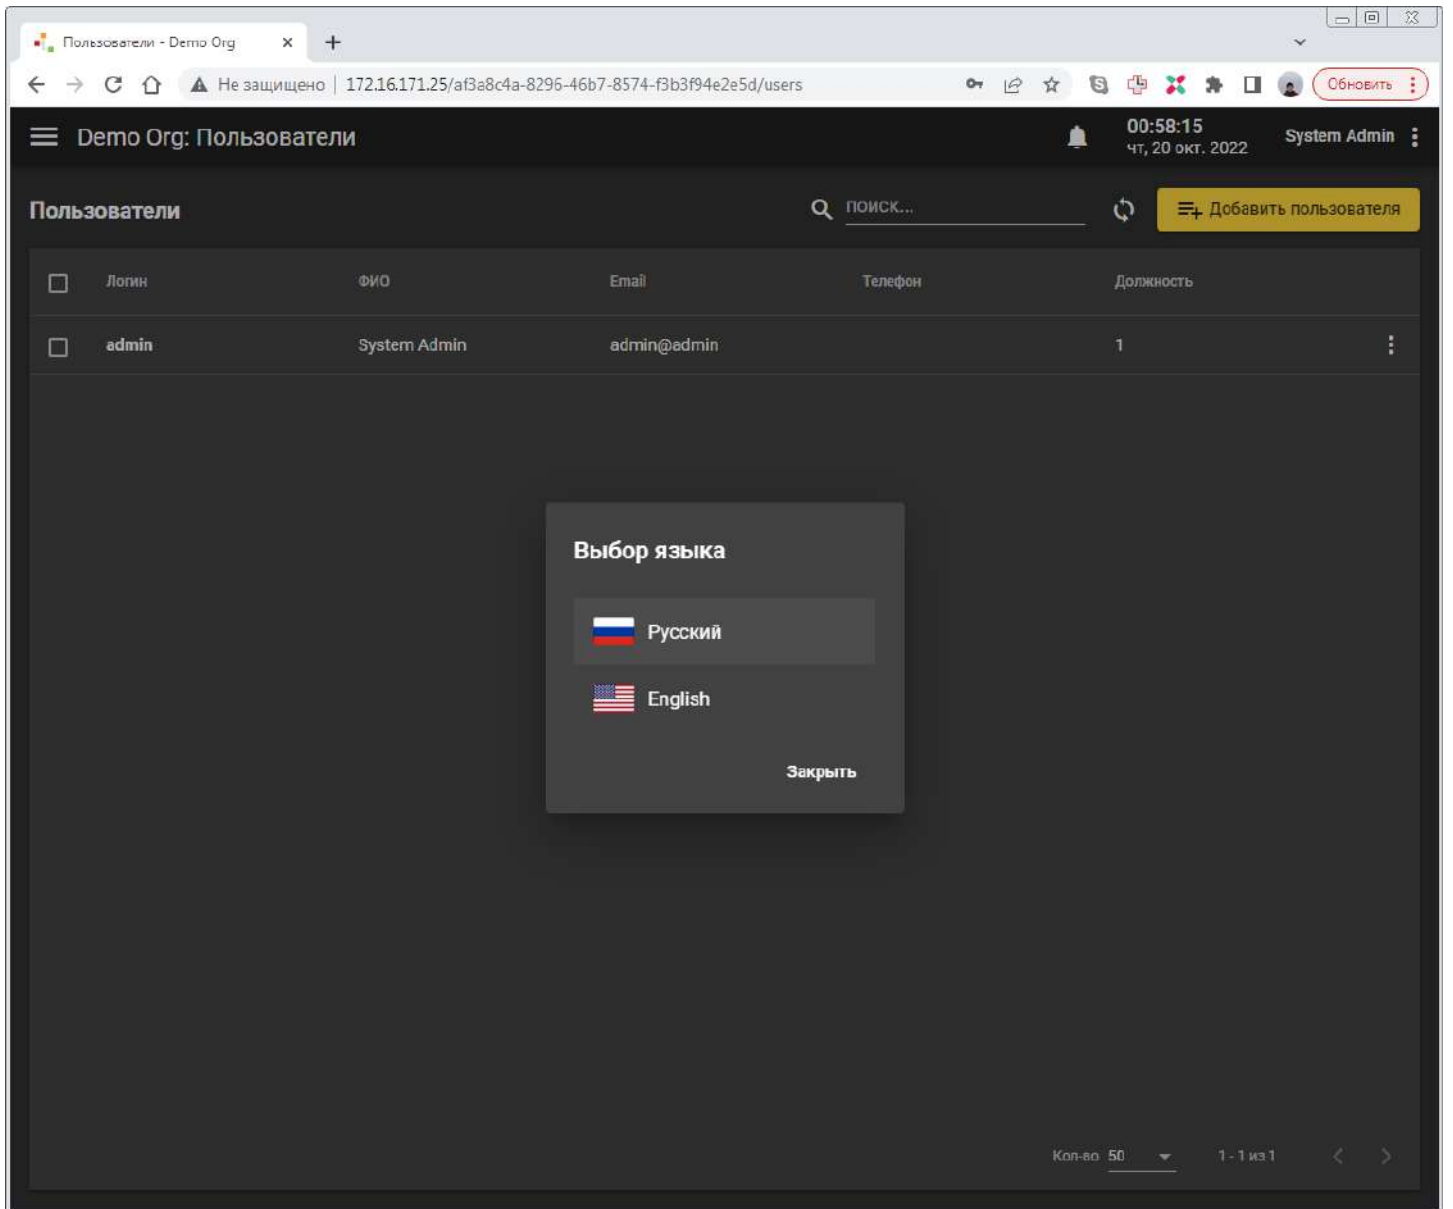 Пользователи - Demo Org
Не защищено | 172.16.171.25/af3a8c4a-8296-46b7-8574-f3b3f94e2e5d/users
Обновить
Demo Org: Пользователи
00:58:15
чт, 20 окт. 2022
System Admin
Пользователи
поиск...
Добавить пользователя
Логин ФИО Email Телефон Должность
admin System Admin admin@admin 1
Выбор языка
Русский
English
Закрыть
Кол-во 50 1 - 1 из 1